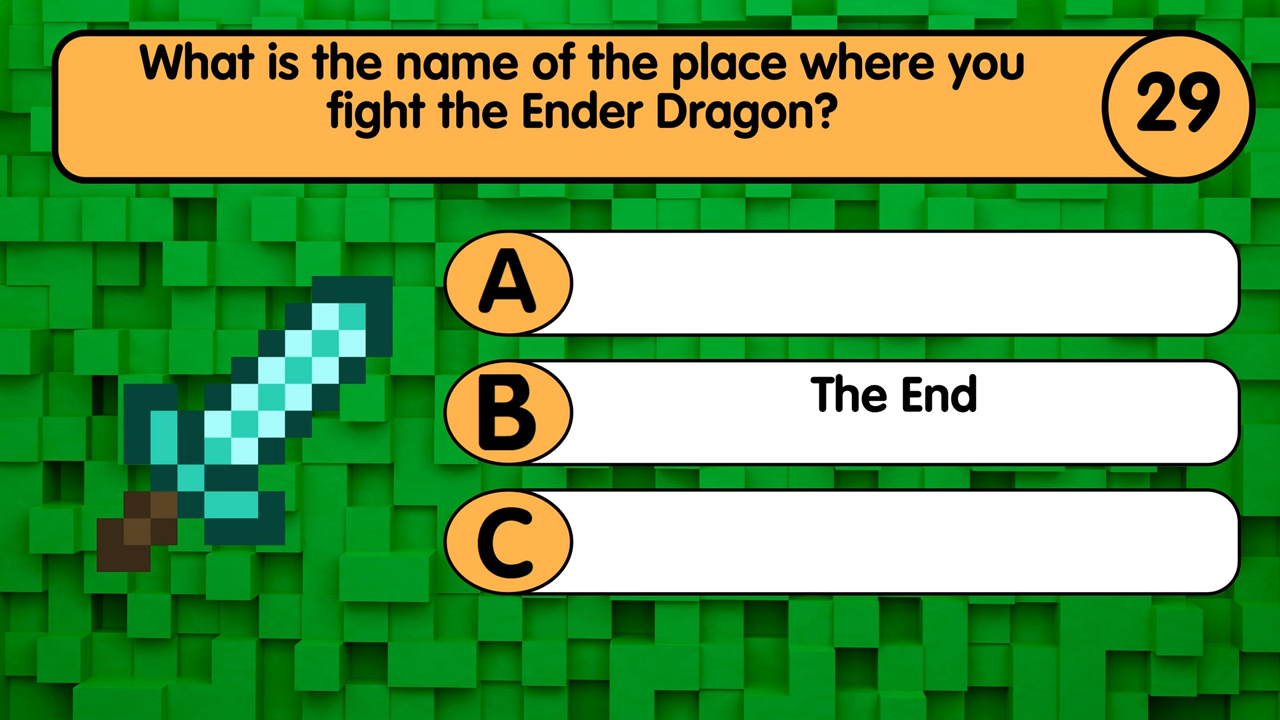 What is the name of the place where you
fight the Ender Dragon?
29
A
B
The End
C